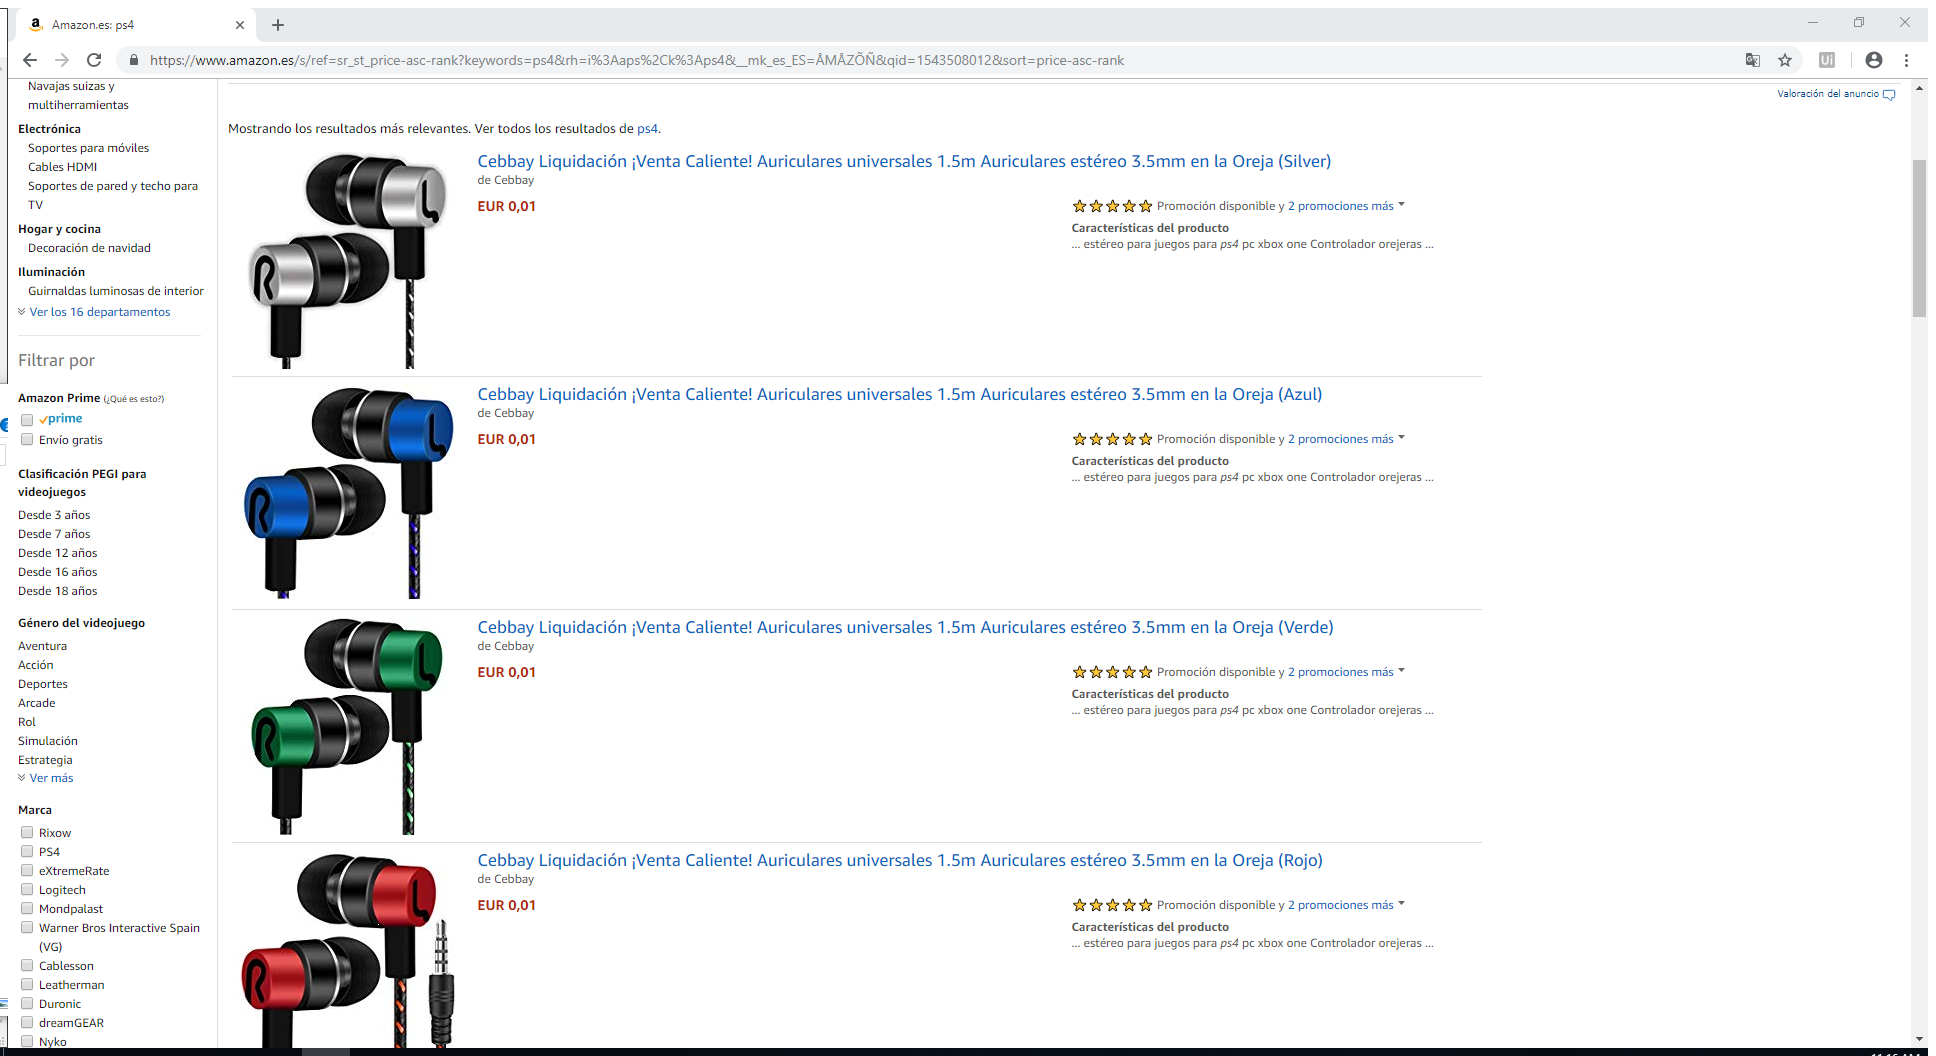 Amazon.es: ps4
https://www.amazon.es/s/ref=sr_st_price-asc-rank?keywords=ps4&rh=i%3Aaps%2Ck%3Aps4&__mk_es_ES=ÅMÅŽÕÑ&qid=1543508012&sort=price-asc-rank
Navajas suizas y
multiherramientas
Electrónica
Soportes para móviles
Cables HDMI
Soportes de pared y techo para
TV
Hogar y cocina
Decoración de navidad
Iluminación
Guirnaldas luminosas de interior
Ver los 16 departamentos
Filtrar por
Amazon Prime (¿Qué es esto?)
prime
Envío gratis
Clasificación PEGI para
videojuegos
Desde 3 años
Desde 7 años
Desde 12 años
Desde 16 años
Desde 18 años
Género del videojuego
Aventura
Acción
Deportes
Arcade
Rol
Simulación
Estrategia
Ver más
Marca
Rixow
PS4
eXtremeRate
Logitech
Mondpalast
Warner Bros Interactive Spain
(VG)
Cablesson
Leatherman
Duronic
dreamGEAR
Nyko
Valoración del anuncio
Mostrando los resultados más relevantes. Ver todos los resultados de ps4.
Cebbay Liquidación ¡Venta Caliente! Auriculares universales 1.5m Auriculares estéreo 3.5mm en la Oreja (Silver)
de Cebbay
EUR 0,01
Promoción disponible y 2 promociones más
Características del producto
... estéreo para juegos para ps4 pc xbox one Controlador orejeras ...
Cebbay Liquidación ¡Venta Caliente! Auriculares universales 1.5m Auriculares estéreo 3.5mm en la Oreja (Azul)
de Cebbay
EUR 0,01
Promoción disponible y 2 promociones más
Características del producto
... estéreo para juegos para ps4 pc xbox one Controlador orejeras ...
Cebbay Liquidación ¡Venta Caliente! Auriculares universales 1.5m Auriculares estéreo 3.5mm en la Oreja (Verde)
de Cebbay
EUR 0,01
Promoción disponible y 2 promociones más
Características del producto
... estéreo para juegos para ps4 pc xbox one Controlador orejeras ...
Cebbay Liquidación ¡Venta Caliente! Auriculares universales 1.5m Auriculares estéreo 3.5mm en la Oreja (Rojo)
de Cebbay
EUR 0,01
Promoción disponible y 2 promociones más
Características del producto
... estéreo para juegos para ps4 pc xbox one Controlador orejeras ...